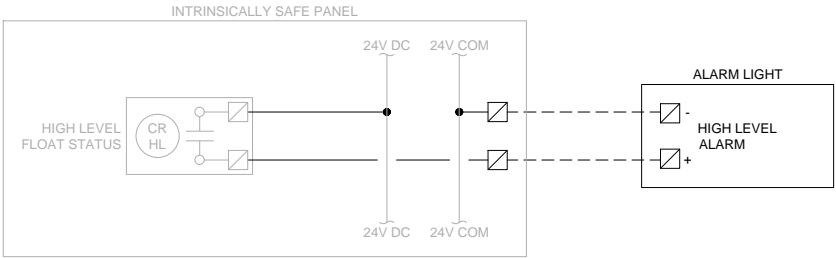 INTRINSICALLY SAFE PANEL
24V DC
24V COM
ALARM LIGHT
HIGH LEVEL
FLOAT STATUS
CR
HL
-
HIGH LEVEL
ALARM
+
24V DC
24V COM